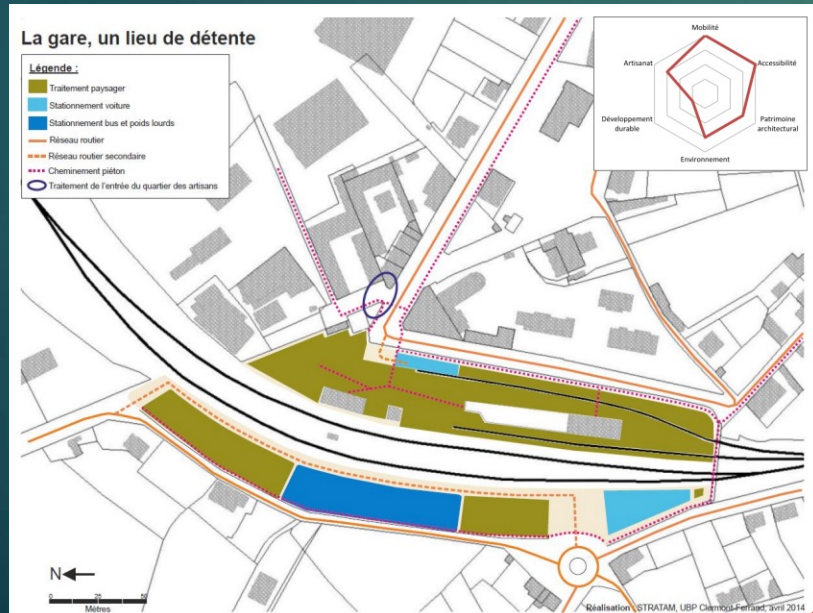 La gare, un lieu de détente
Légende :
Traitement paysager
Stationnement voiture
Stationnement bus et poids lourds
Réseau routier
Réseau routier secondaire
Cheminement piéton
Traitement de l'entrée du quartier des artisans
Mobilité
Artisanat
Accessibilité
Développement
durable
Patrimoine
architectural
Environnement
N
0 25 50
Mètres
Réalisation : STRATAM, UBP Clermont-Ferrand, avril 2014